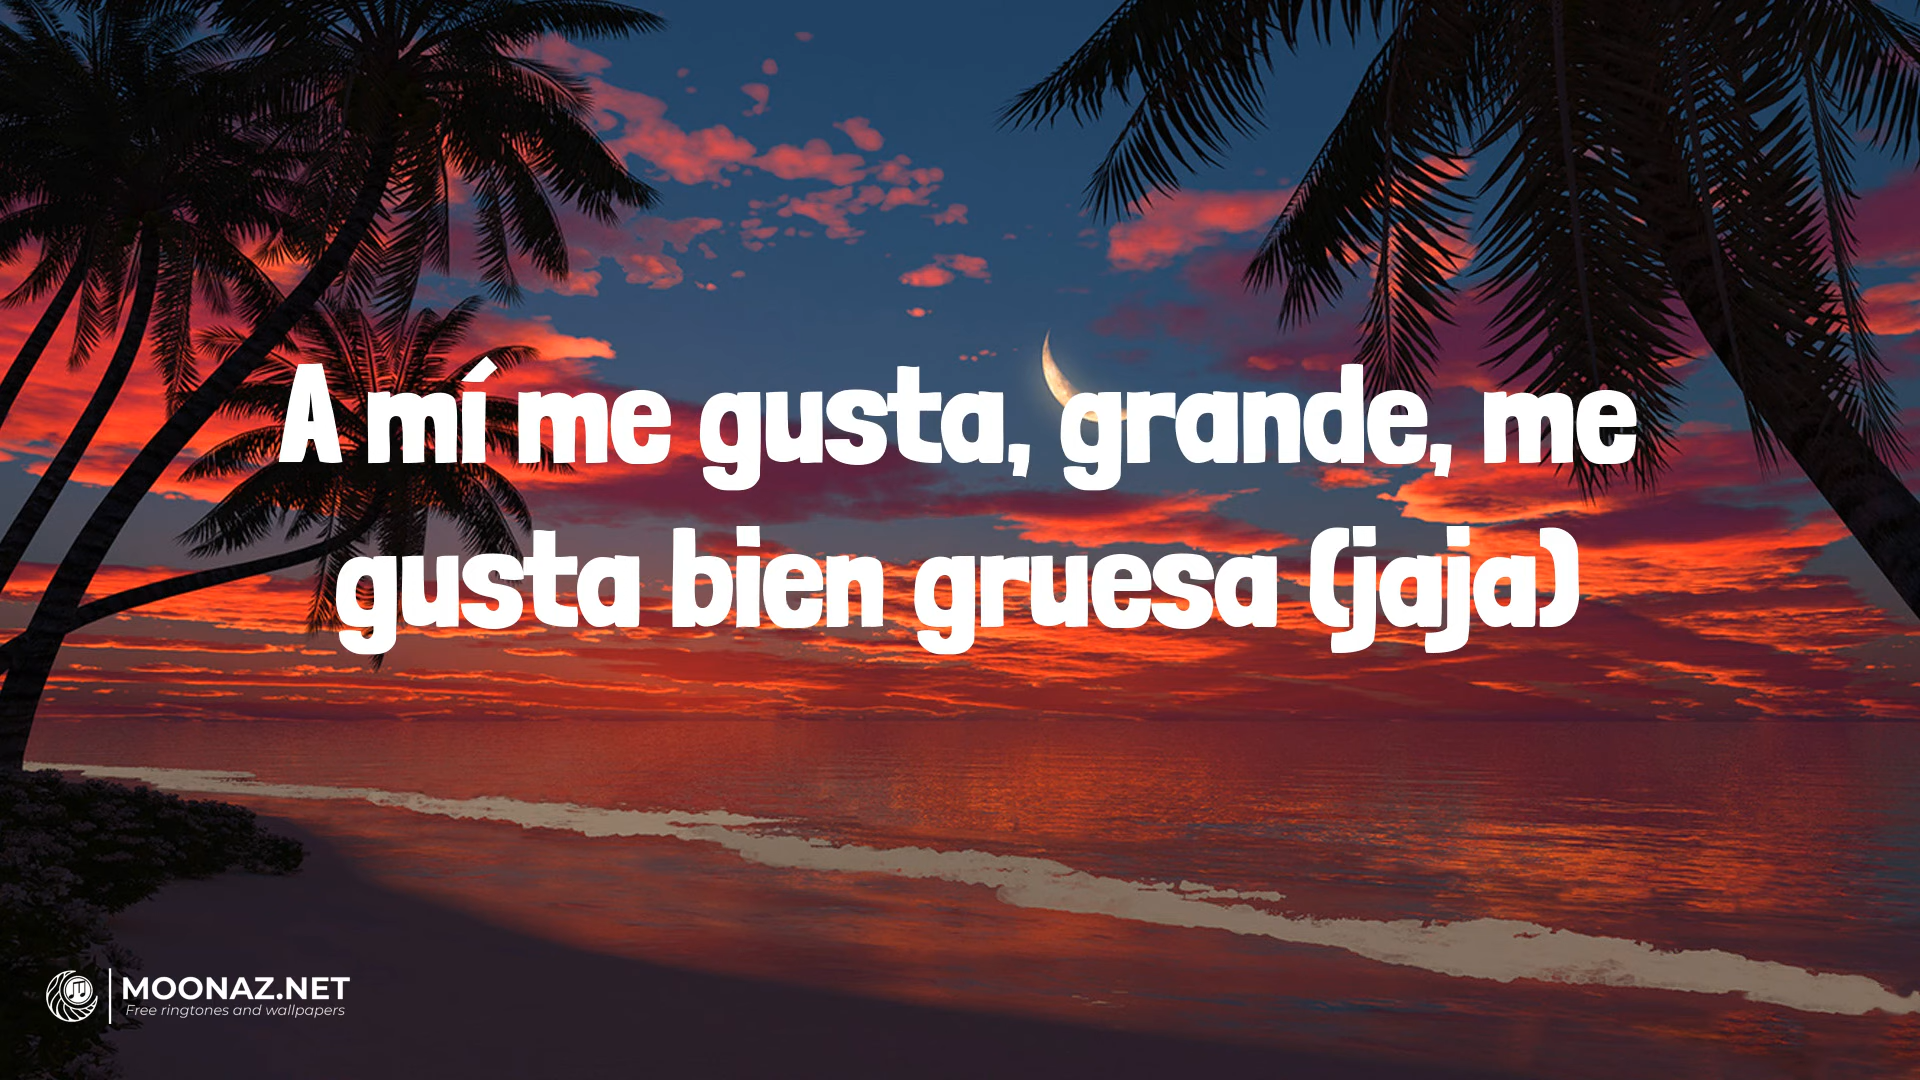 A mí me gusta, grande, me
gusta bien gruesa (jaja)
MOONAZ.NET
Free ringtones and wallpapers